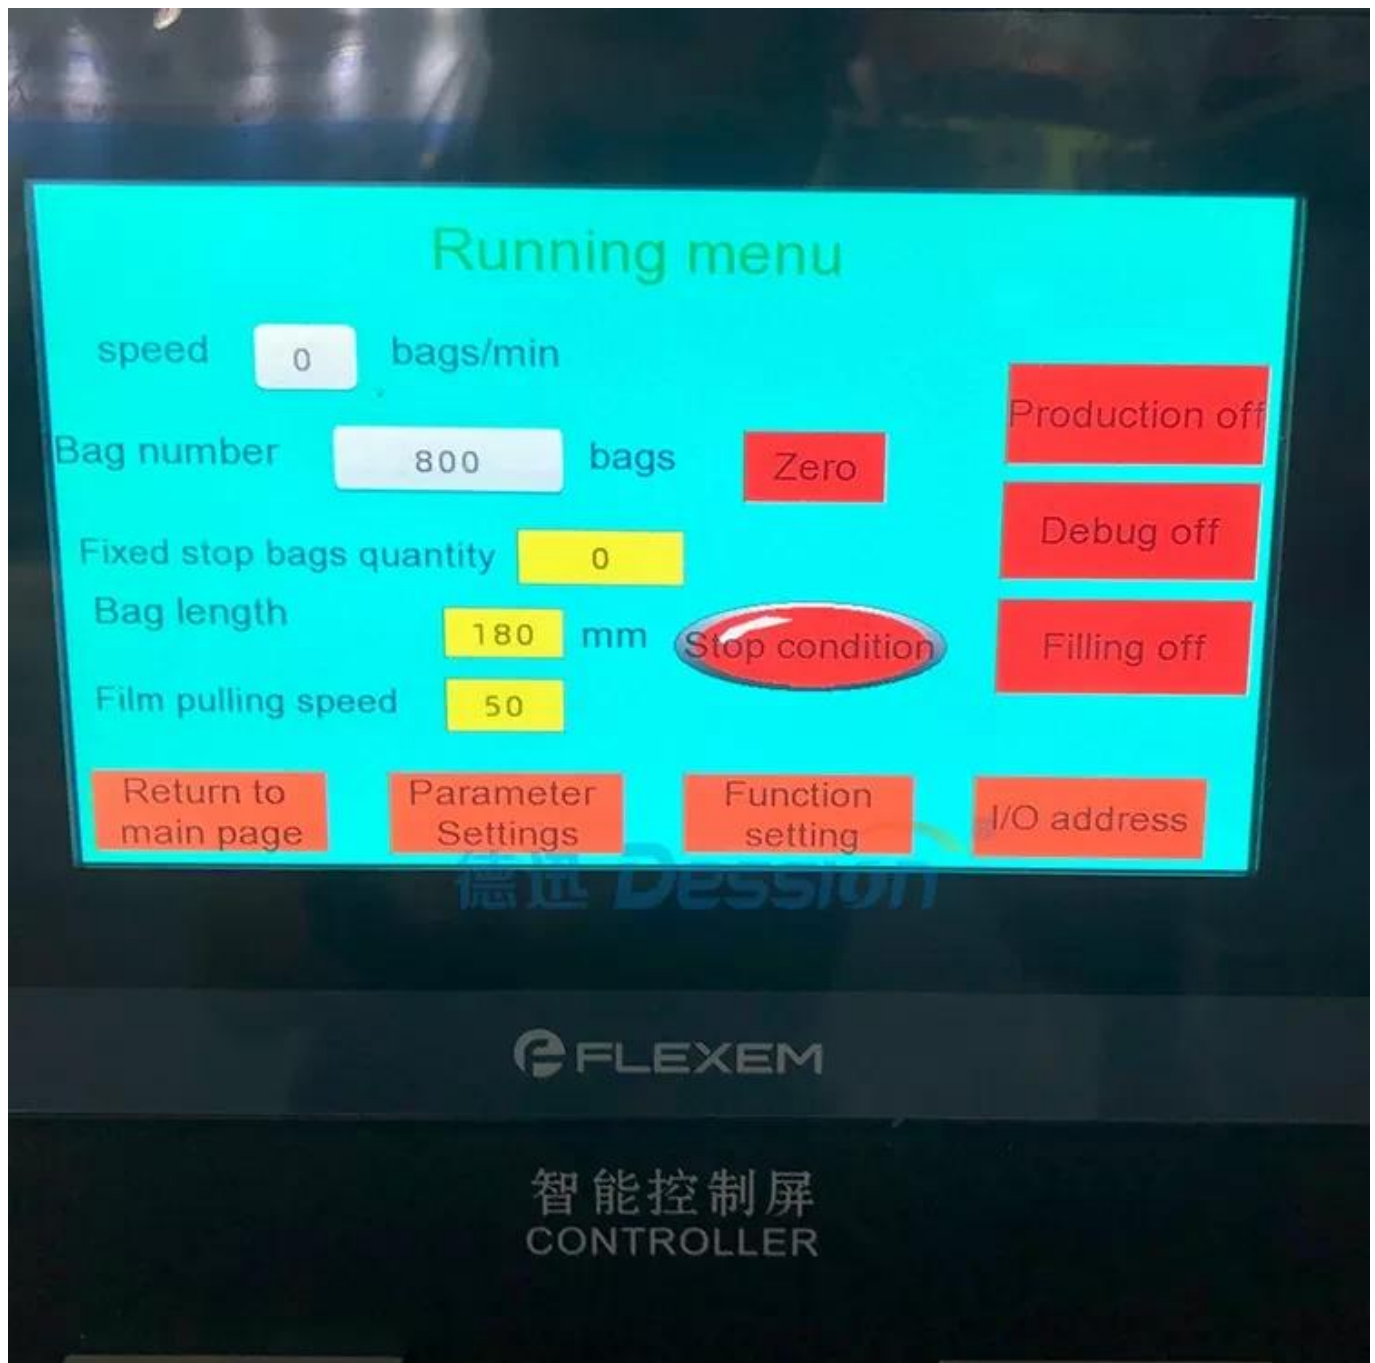 Running menu
speed 0 bags/min
Production off
Bag number 800 bags Zero
Debug off
Fixed stop bags quantity 0
Bag length 180 mm Stop condition
Filling off
Film pulling speed 50
Return to
main page
Parameter
Settings
Function
setting
I/O address
德迅 Dession
FLEXEM
智能控制屏
CONTROLLER